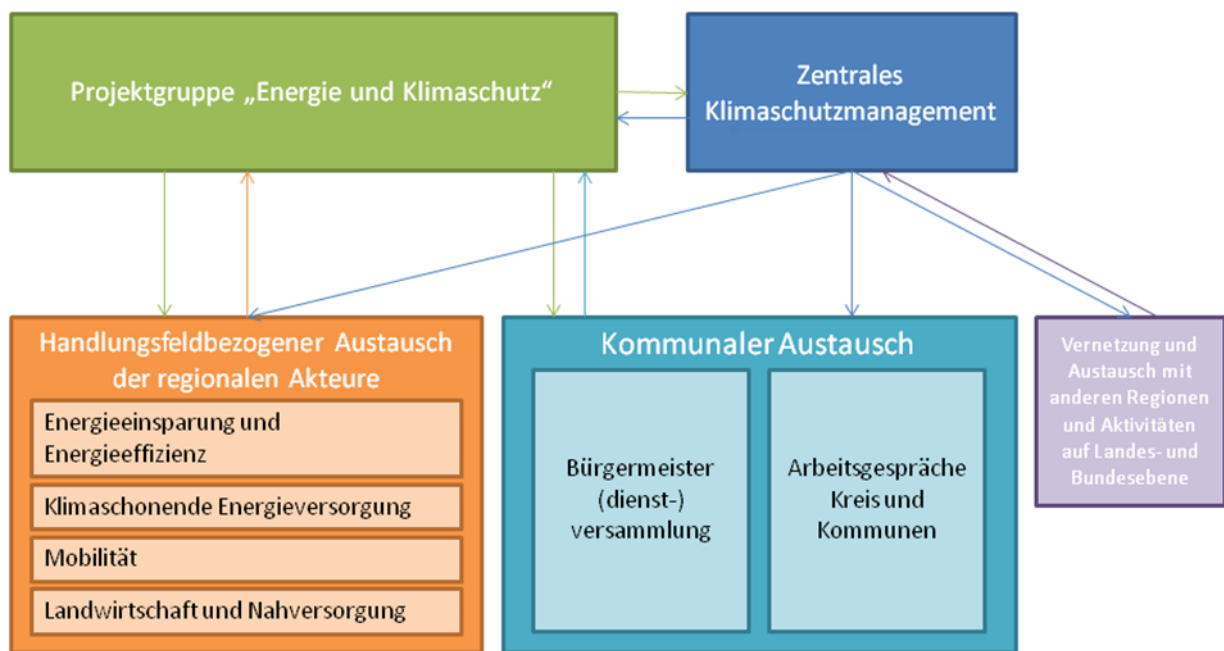 Projektgruppe „Energie und Klimaschutz“
Zentrales
Klimaschutzmanagement
Handlungsfeldbezogener Austausch
der regionalen Akteure
Energieeinsparung und
Energieeffizienz
Klimaschonende Energieversorgung
Mobilität
Landwirtschaft und Nahversorgung
Kommunaler Austausch
Bürgermeister
(dienst-)
versammlung
Arbeitsgespräche
Kreis und
Kommunen
Vernetzung und
Austausch mit
anderen Regionen
und Aktivitäten
auf Landes- und
Bundesebene